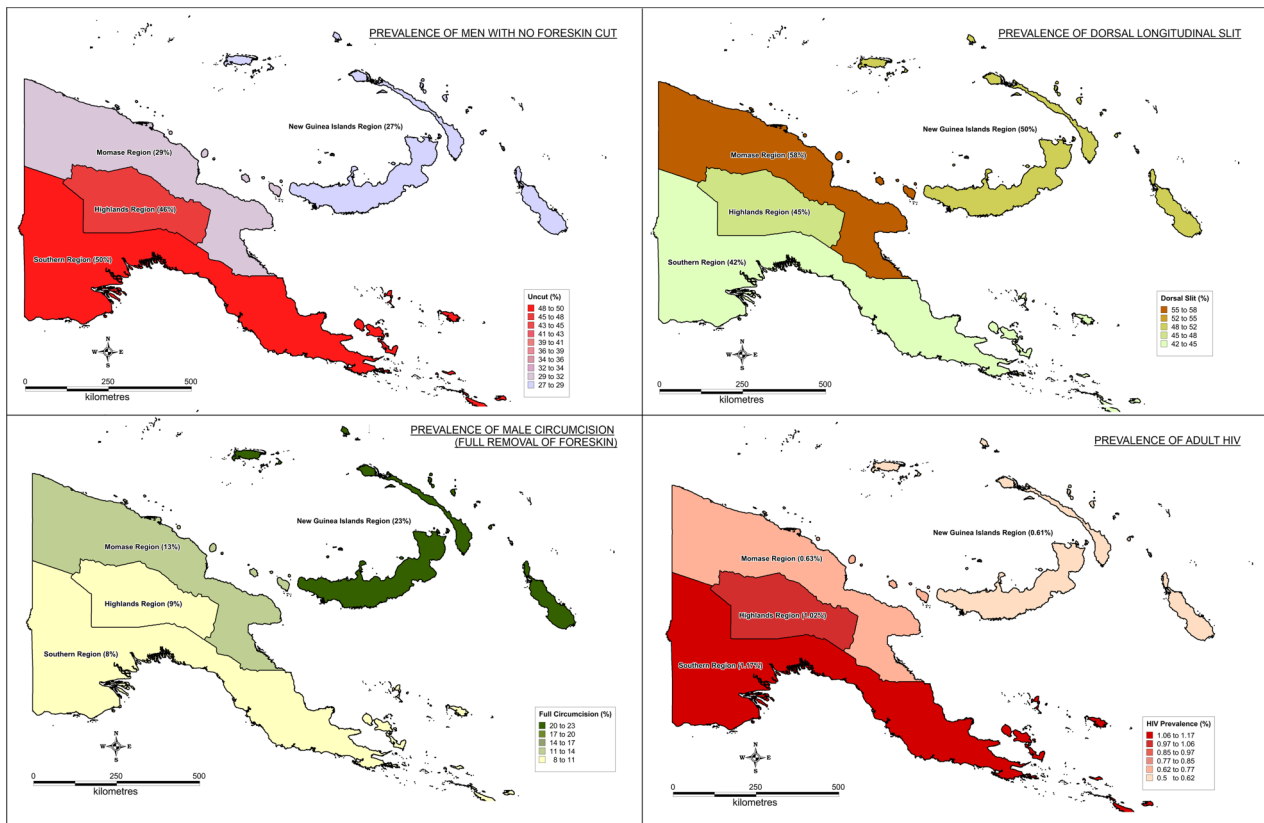 PREVALENCE OF MEN WITH NO FORESKIN CUT
New Guinea Islands Region (27%)
Momase Region (29%)
Highlands Region (46%)
Southern Region (50%)
Uncut (%)
48 to 50
45 to 48
43 to 45
41 to 43
39 to 41
36 to 39
34 to 36
32 to 34
29 to 32
27 to 29
N
W E
S
0 250 500
kilometres
PREVALENCE OF DORSAL LONGITUDINAL SLIT
New Guinea Islands Region (50%)
Momase Region (58%)
Highlands Region (45%)
Southern Region (42%)
Dorsal Slit (%)
55 to 58
52 to 55
48 to 52
45 to 48
42 to 45
N
W E
S
0 250 500
kilometres
PREVALENCE OF MALE CIRCUMCISION
(FULL REMOVAL OF FORESKIN)
New Guinea Islands Region (23%)
Momase Region (13%)
Highlands Region (9%)
Southern Region (8%)
Full Circumcision (%)
20 to 23
17 to 20
14 to 17
11 to 14
8 to 11
N
W E
S
0 250 500
kilometres
PREVALENCE OF ADULT HIV
New Guinea Islands Region (0.61%)
Momase Region (0.63%)
Highlands Region (1.02%)
Southern Region (1.17%)
HIV Prevalence (%)
1.06 to 1.17
0.97 to 1.06
0.85 to 0.97
0.77 to 0.85
0.62 to 0.77
0.5 to 0.62
N
W E
S
0 250 500
kilometres